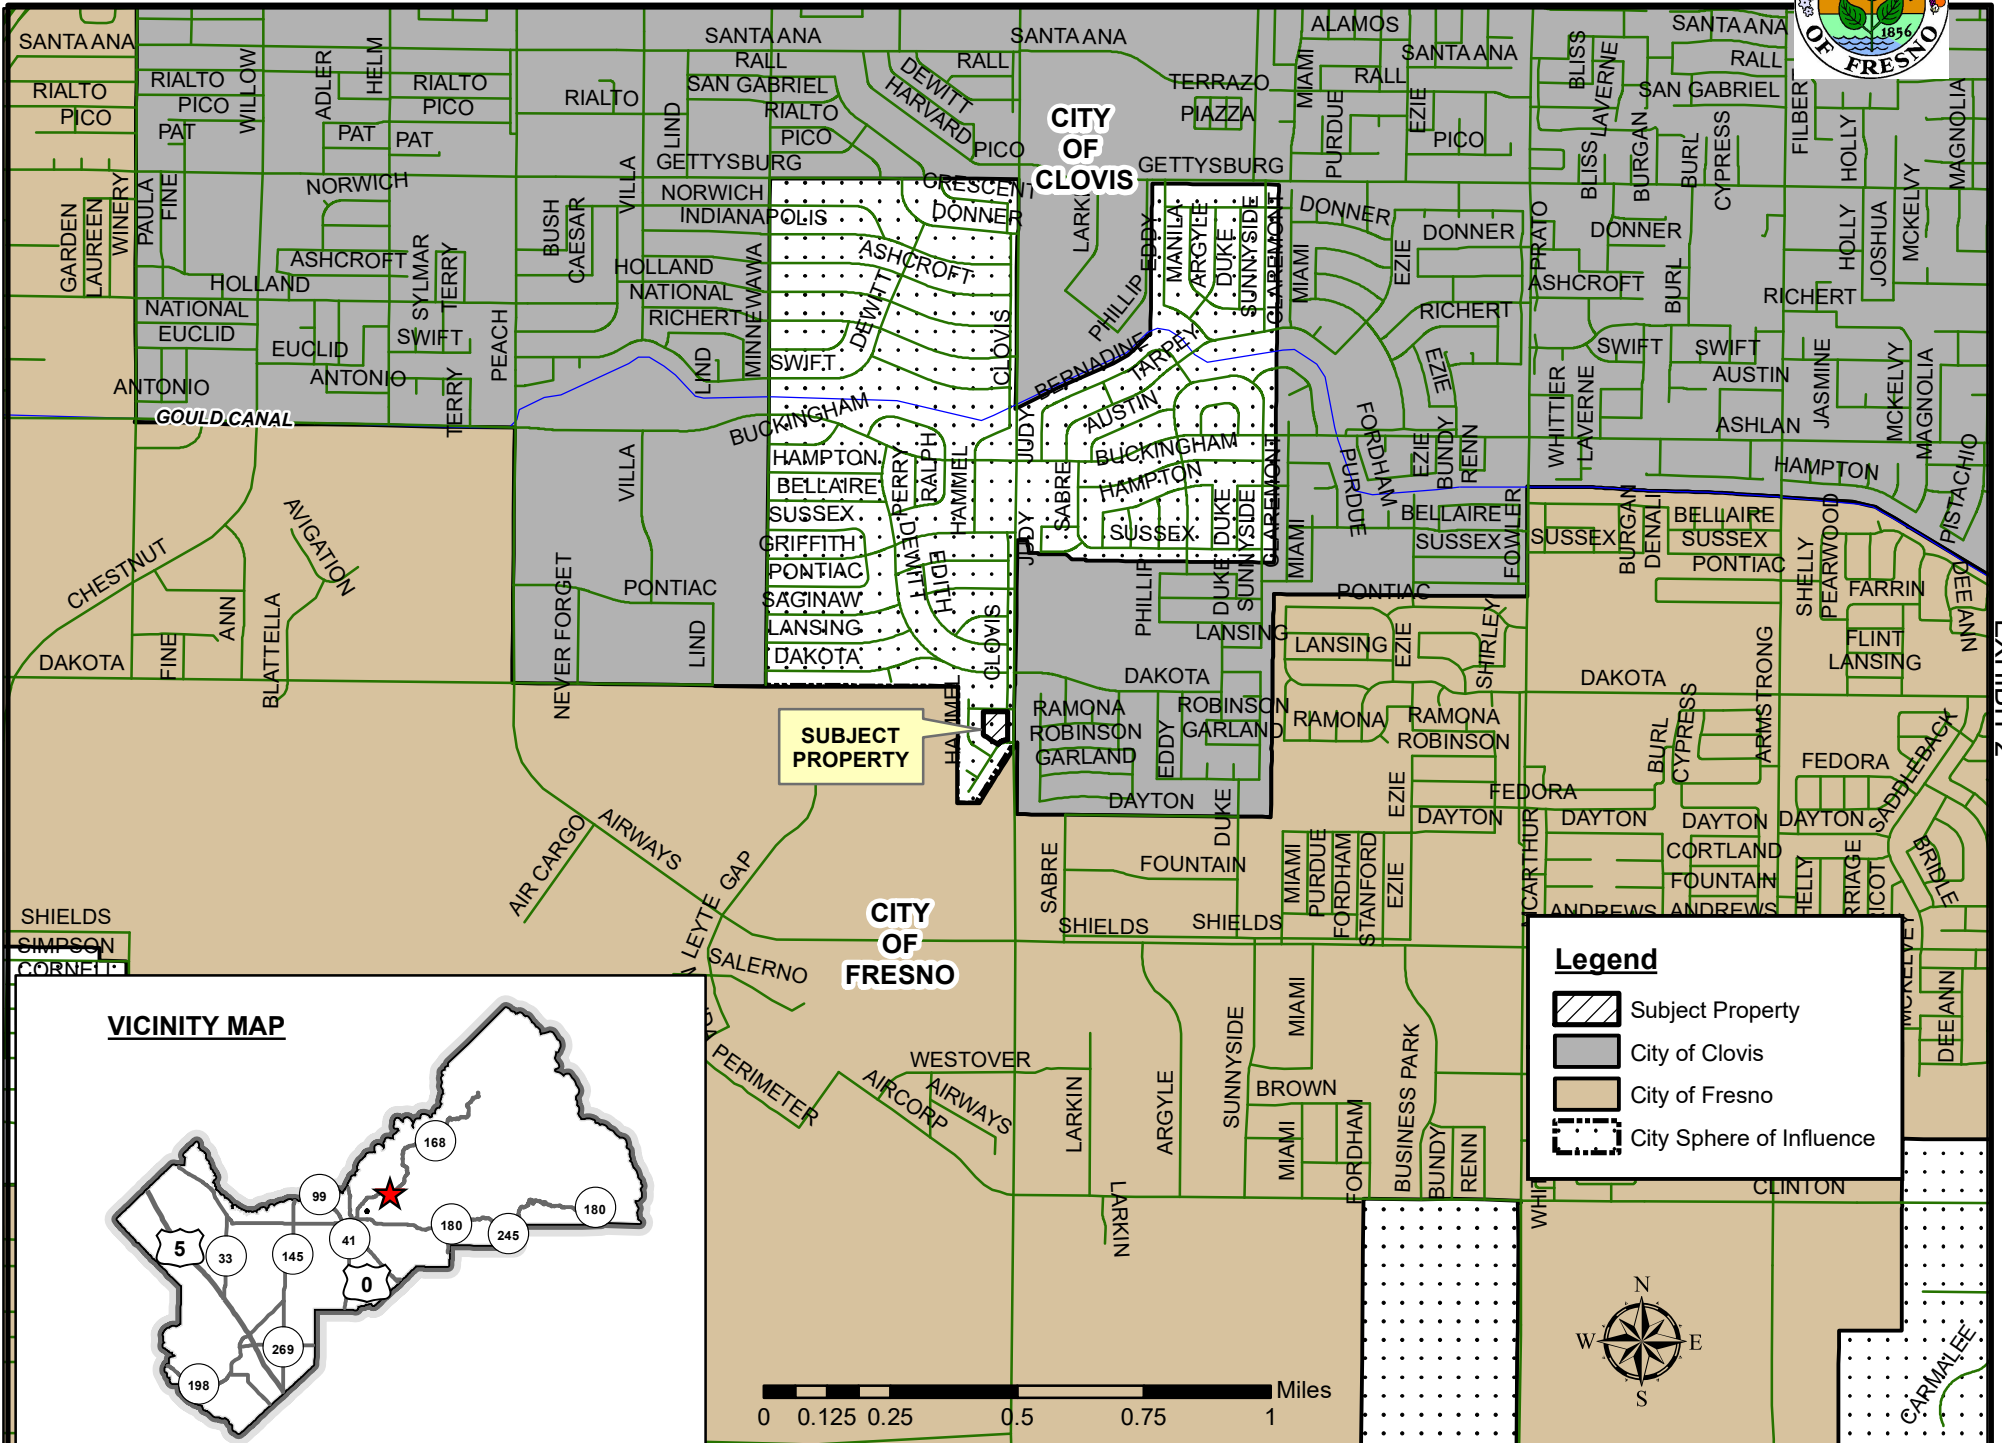 SANTA ANA
SANTA ANA
SANTA ANA
ALAMOS
SANTA ANA
SANTA ANA
1856
OF FRESNO
RIALTO
PICO
RIALTO
PICO
PAT
WILLOW
ADLER
HELM
RIALTO
PICO
PAT
PAT
RIALTO
LIND
RALL
SAN GABRIEL
RIALTO
PICO
GETTYSBURG
DEWITT
HARVARD
RALL
PICO
CITY
OF
CLOVIS
TERRAZO
PIAZZA
GETTYSBURG
MIAMI
PURDUE
RALL
EZIE
PICO
BLISS
LAVERNE
RALL
SAN GABRIEL
BLISS
BURGAN
BURL
CYPRESS
FILBER
HOLLY
MAGNOLIA
GARDEN
LAUREEN
WINERY
PAULA
FINE
NORWICH
BUSH
CAESAR
VILLA
NORWICH
INDIANAPOLIS
CRESCENT
DONNER
LARK
EDDY
PHILLIP
MANILA
ARGYLE
DUKE
SUNNYSIDE
CLAREMONT
DONNER
MIAMI
EZIE
DONNER
PRATO
DONNER
HOLLY
JOSHUA
MCKELVY
ASHCROFT
HOLLAND
NATIONAL
EUCLID
EUCLID
SYLMAR
TERRY
SWIFT
PEACH
HOLLAND
NATIONAL
RICHERT
MINNEWAWA
LIND
ASHCROFT
DEWITT
SWIFT
CLOVIS
BERNADINE
TARPEY
RICHERT
ASHCROFT
BURL
RICHERT
SWIFT
SWIFT
AUSTIN
EZIE
ANTONIO
ANTONIO
TERRY
GOULD CANAL
BUCKINGHAM
JUDY
AUSTIN
BUCKINGHAM
HAMPTON
FORDHAM
PURDUE
EZIE
BUNDY
RENN
WHITTIER
LAVERNE
ASHLAN
JASMINE
MCKELVY
MAGNOLIA
HAMPTON
PISTACHIO
VILLA
HAMPTON
BELLAIRE
SUSSEX
GRIFFITH
PONTIAC
SAGINAW
LANSING
DAKOTA
PERRY
RALPH
HAMMEL
DEWITT
EDITH
CLOVIS
JUDY
SABRE
SUSSEX
DUKE
SUNNYSIDE
CLAREMONT
MIAMI
BELLAIRE
SUSSEX
FOWLER
SUSSEX
BURGAN
DENALI
BELLAIRE
SUSSEX
PONTIAC
SHELLY
PEARWOOD
FARRIN
DEE ANN
FLINT
LANSING
CHESTNUT
AVIGATION
ANN
FINE
BLATTELLA
DAKOTA
NEVER FORGET
PONTIAC
LIND
PHILLIP
DUKE
SUNNYSIDE
LANSING
PONTIAC
LANSING
EZIE
SHIRLEY
DAKOTA
DAKOTA
ARMSTRONG
SUBJECT
PROPERTY
RAMONA
ROBINSON
GARLAND
EDDY
ROBINSON
GARLAND
DAYTON
DUKE
RAMONA
RAMONA
ROBINSON
EZIE
FEDORA
DAYTON
BURL
CYPRESS
FEDORA
SADDLEBACK
DAYTON
DAYTON
DAYTON
CORTLAND
FOUNTAIN
ANDREWS
ANDREWS
BRIDLE
AIR CARGO
AIRWAYS
LEYTE GAP
SABRE
FOUNTAIN
MIAMI
PURDUE
FORDHAM
STANFORD
EZIE
SHIELDS
SHIELDS
SHIELDS
SIMPSON
CORNELL
CITY
OF
FRESNO
SALERNO
PERIMETER
WESTOVER
AIRCORP
AIRWAYS
LARKIN
ARGYLE
SUNNYSIDE
MIAMI
BROWN
MIAMI
FORDHAM
BUSINESS PARK
BUNDY
RENN
LARKIN
MCKELVEY
DEE ANN
CLINTON
CARMALEE
Legend
Subject Property
City of Clovis
City of Fresno
City Sphere of Influence
VICINITY MAP
168
99
180
180
245
41
5
33
145
0
269
198
Miles
0 0.125 0.25 0.5 0.75 1
N
W E
S